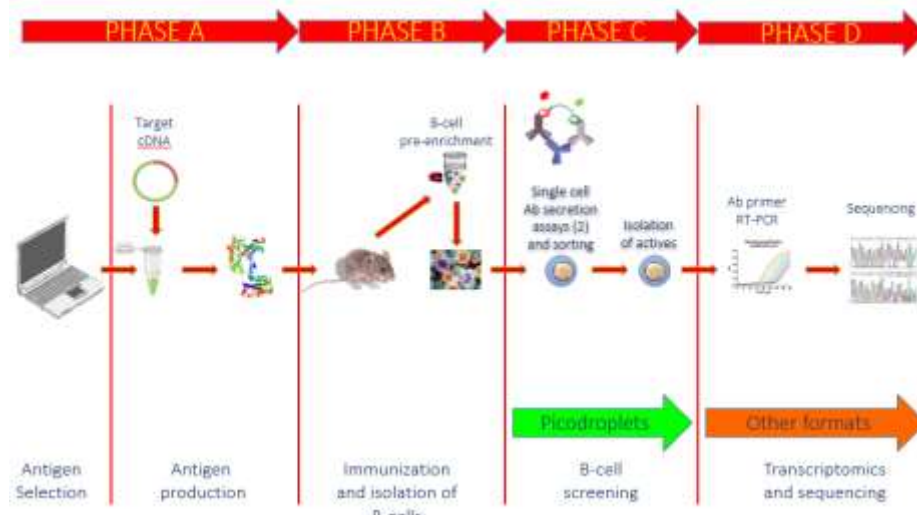 PHASE A
PHASE B
PHASE C
PHASE D
Target
cDNA
B-cell
pre-enrichment
Single cell
Ab secretion
assays (2)
and sorting
Isolation
of actives
Ab primer
RT-PCR
Sequencing
Picodroplets
Other formats
Antigen
Selection
Antigen
production
Immunization
and isolation of
B-cells
B-cell
screening
Transcriptomics
and sequencing